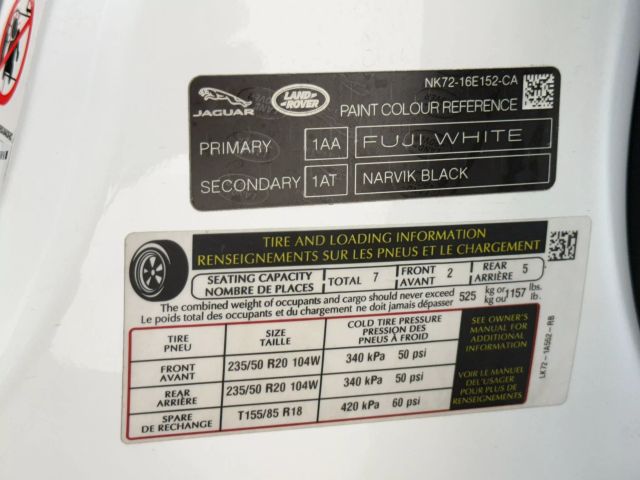 NK72-16E152-CA
JAGUAR
LAND-
ROVER
PAINT COLOUR REFERENCE
PRIMARY 1AA FUJI WHITE
SECONDARY 1AT NARVIK BLACK
TIRE AND LOADING INFORMATION
RENSEIGNEMENTS SUR LES PNEUS ET LE CHARGEMENT
SEATING CAPACITY
NOMBRE DE PLACES
TOTAL 7
FRONT
AVANT 2
REAR
ARRIÈRE 5
The combined weight of occupants and cargo should never exceed
Le poids total des occupants et du chargement ne doit jamais dépasser
525 kg or 1157 lbs.
kg ou lb.
TIRE
PNEU
SIZE
TAILLE
COLD TIRE PRESSURE
PRESSION DES
PNEUS À FROID
FRONT
AVANT
235/50 R20 104W
340 kPa 50 psi
REAR
ARRIÈRE
235/50 R20 104W
340 kPa 50 psi
SPARE
DE RECHANGE
T155/85 R18
420 kPa 60 psi
SEE OWNER'S
MANUAL FOR
ADDITIONAL
INFORMATION
VOIR LE MANUEL
DE L'USAGER
POUR PLUS DE
RENSEIGNEMENTS
LK72-1A552-RB